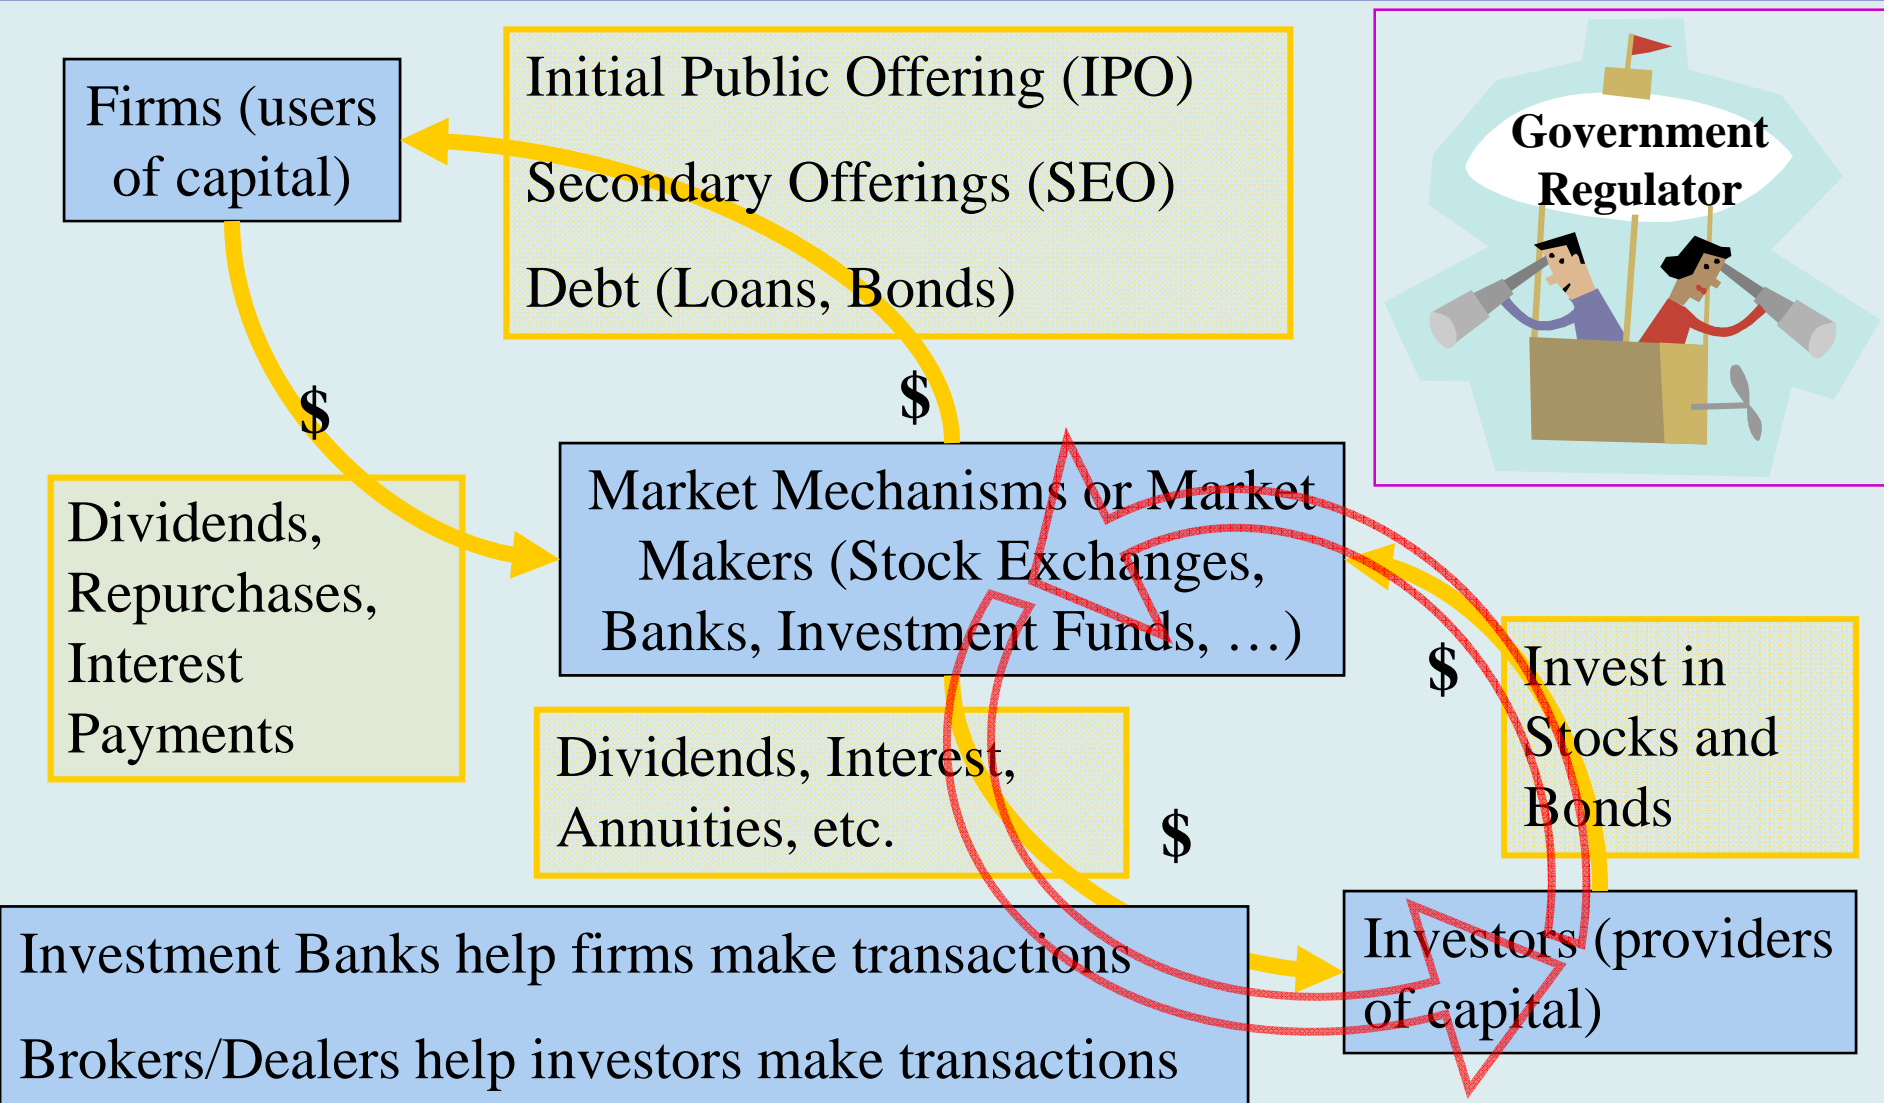 Firms (users
of capital)
Initial Public Offering (IPO)
Secondary Offerings (SEO)
Debt (Loans, Bonds)
Government
Regulator
$
$
Dividends,
Repurchases,
Interest
Payments
Market Mechanisms or Market
Makers (Stock Exchanges,
Banks, Investment Funds, …)
$
Invest in
Stocks and
Bonds
Dividends, Interest,
Annuities, etc.
$
Investment Banks help firms make transactions
Brokers/Dealers help investors make transactions
Investors (providers
of capital)